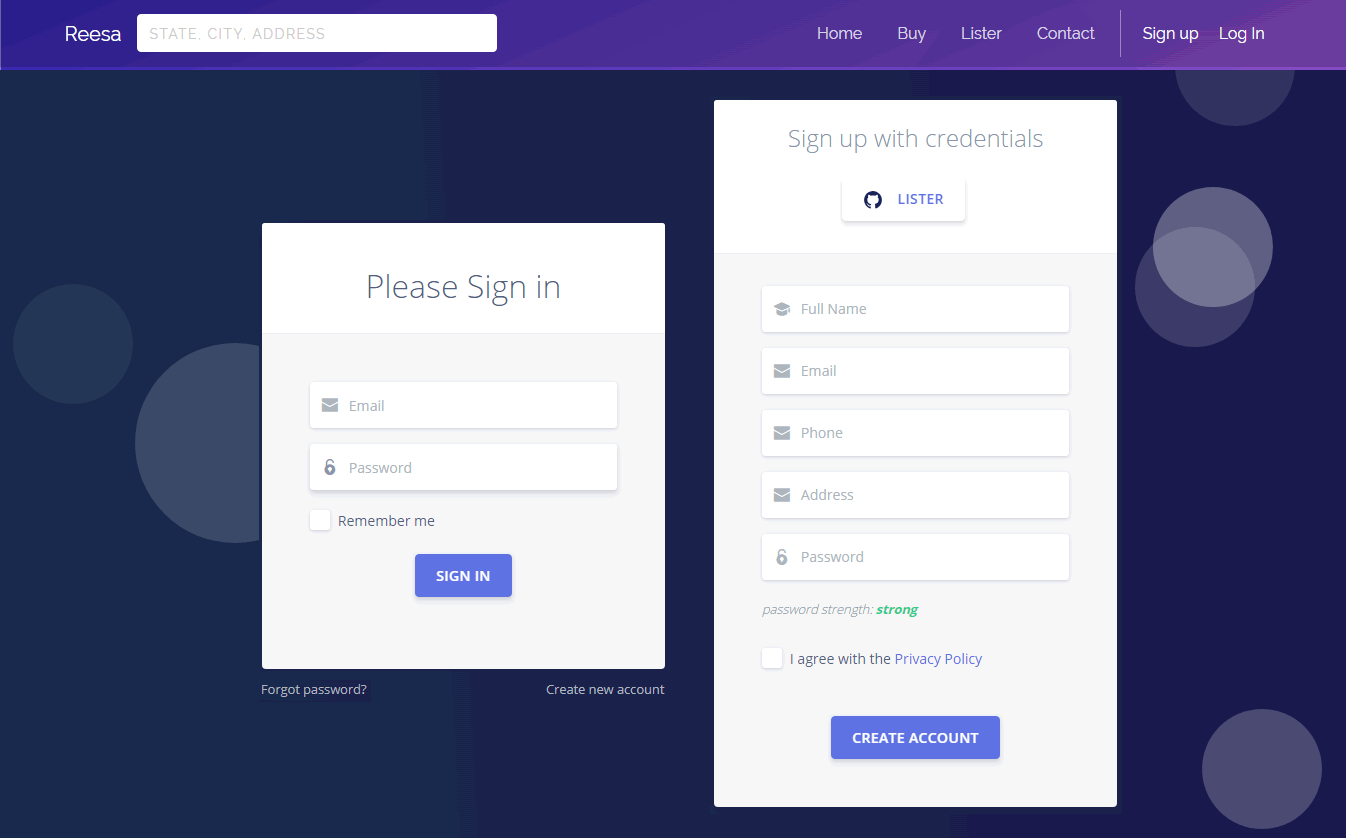 Reesa
STATE, CITY, ADDRESS
Home Buy Lister Contact Sign up Log In
Please Sign in
Email
Password
Remember me
SIGN IN
Forgot password? Create new account
Sign up with credentials
LISTER
Full Name
Email
Phone
Address
Password
password strength: strong
I agree with the Privacy Policy
CREATE ACCOUNT